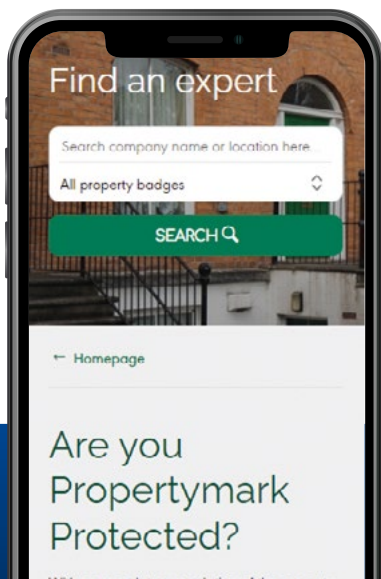 Find an expert
Search company name or location here...
All property badges
SEARCH
← Homepage
Are you
Propertymark
Protected?